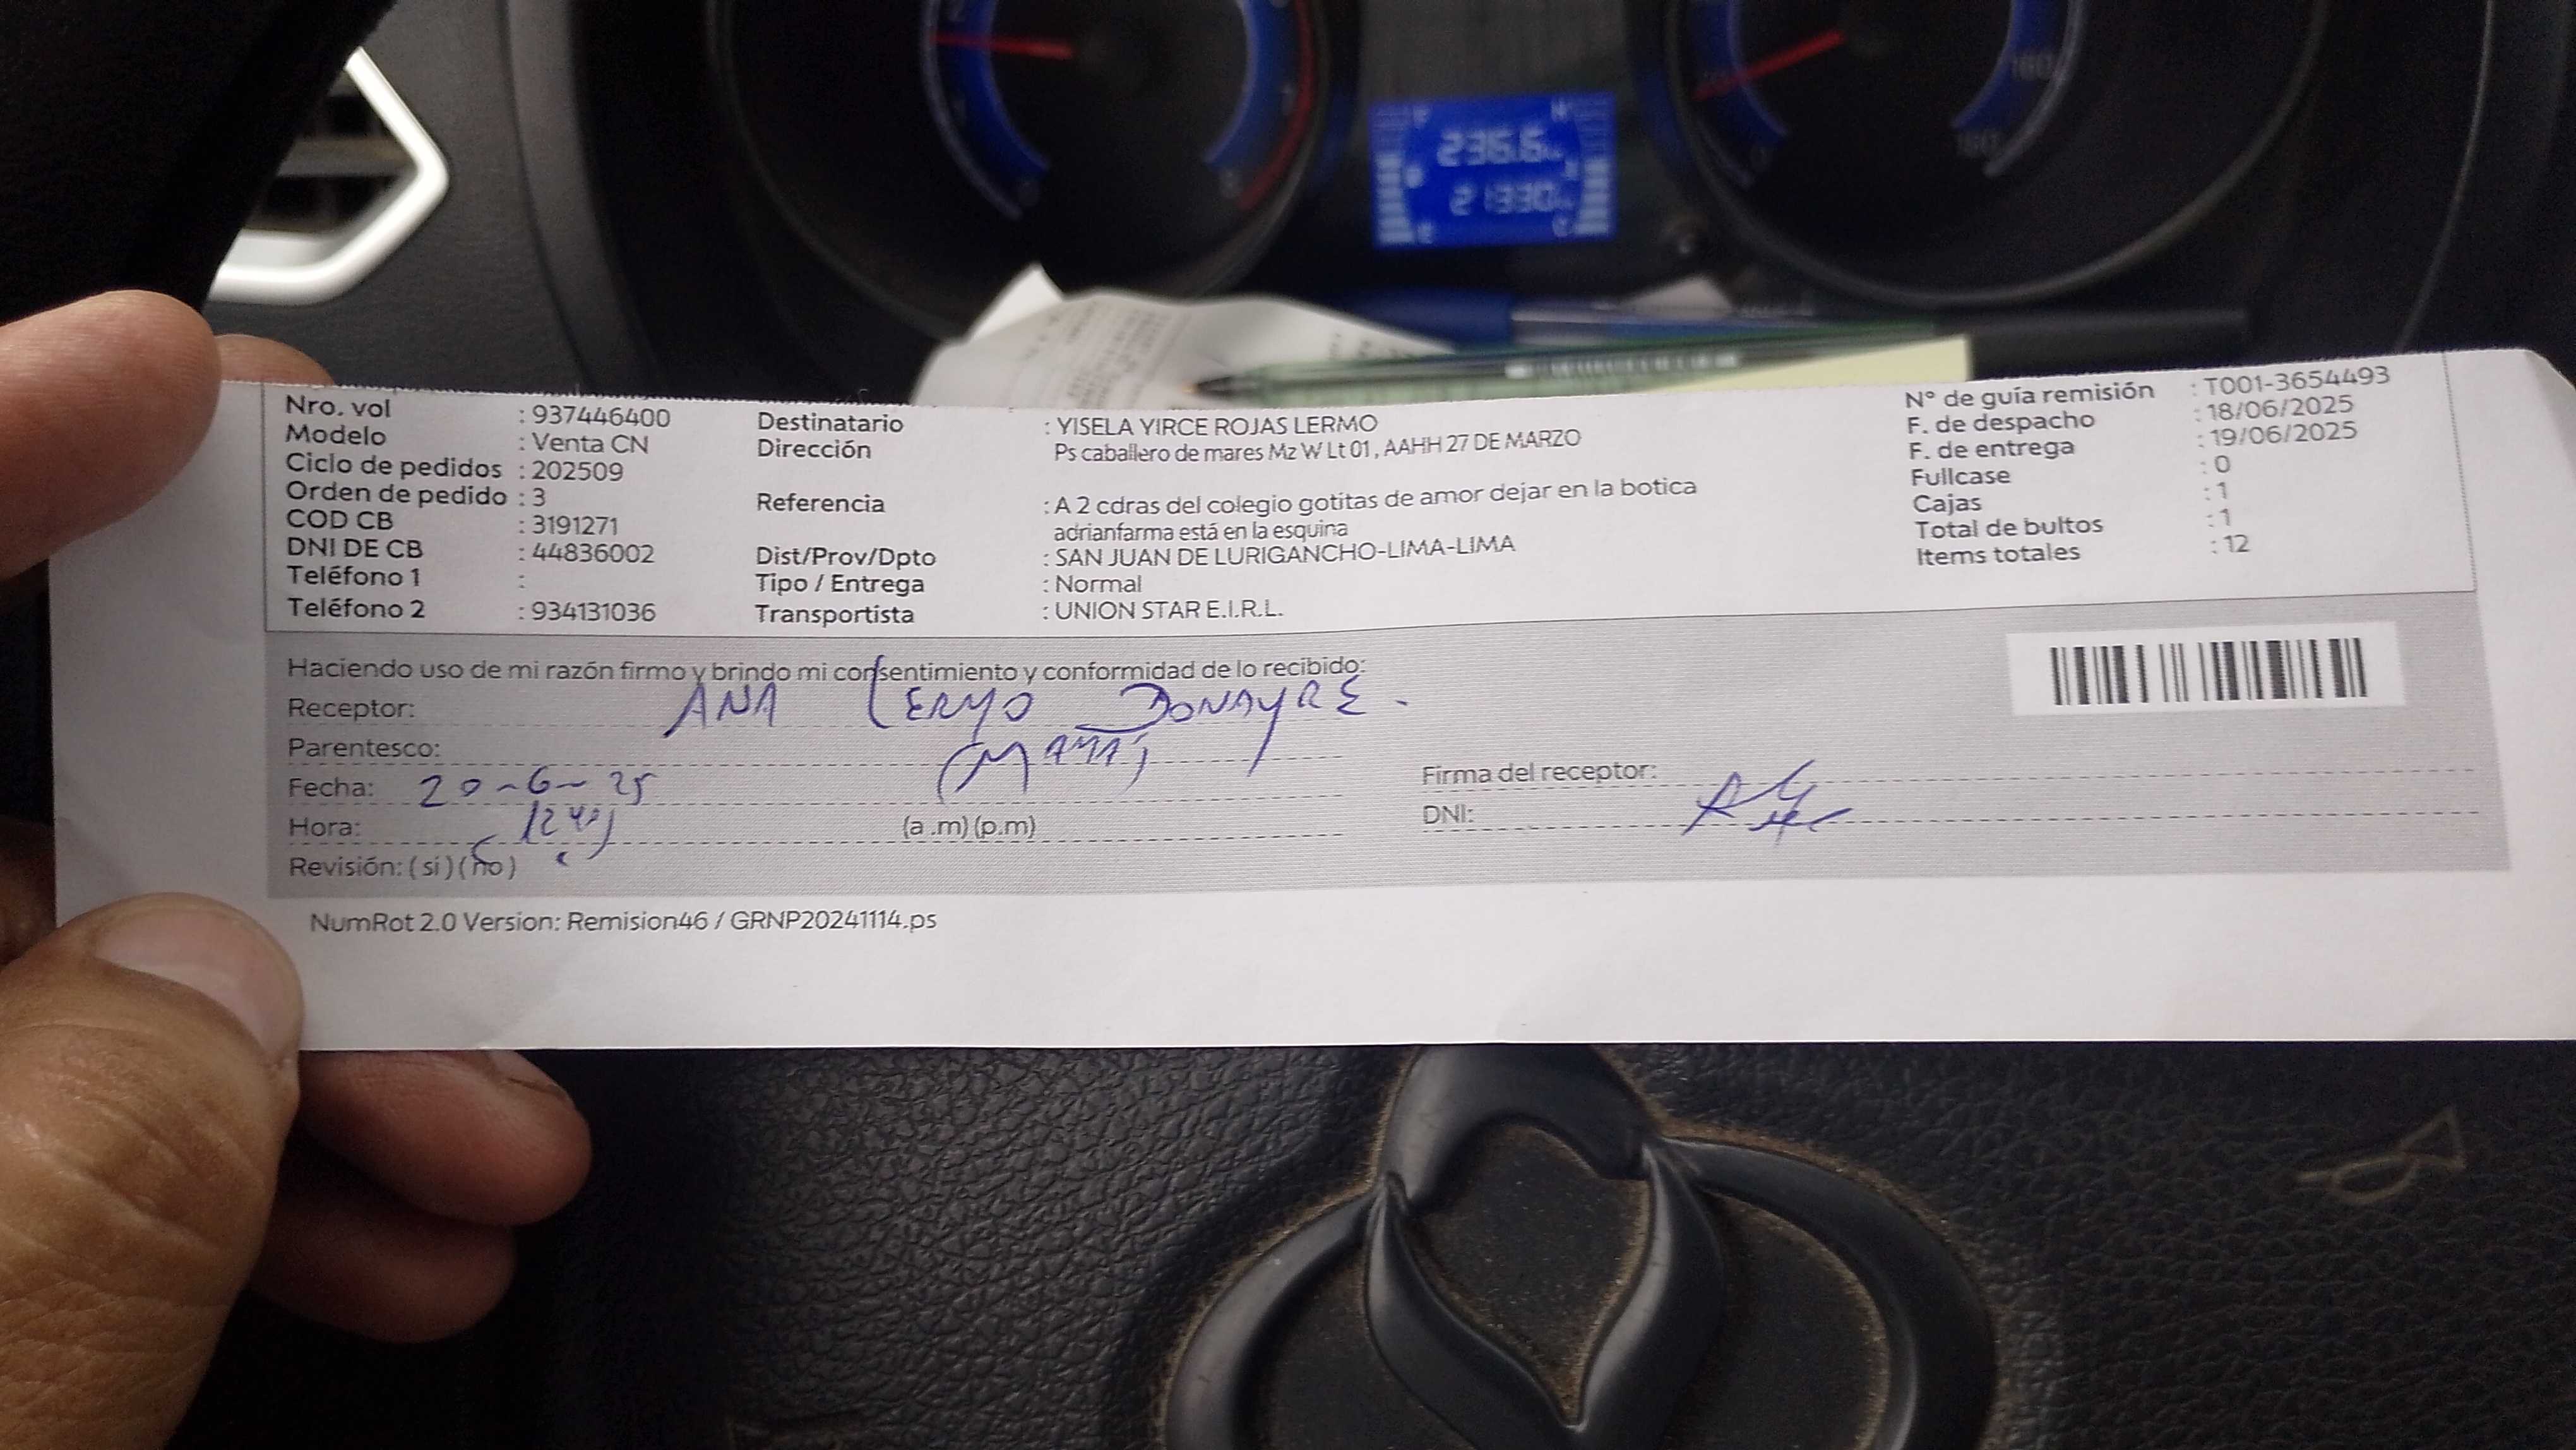 236.6
21330
Nro. vol : 937446400
Modelo : Venta CN
Ciclo de pedidos : 202509
Orden de pedido : 3
COD CB : 3191271
DNI DE CB : 44836002
Teléfono 1 :
Teléfono 2 : 934131036
Destinatario : YISELA YIRCE ROJAS LERMO
Dirección Ps caballero de mares Mz W Lt 01 , AAHH 27 DE MARZO
Referencia : A 2 cdras del colegio gotitas de amor dejar en la botica
adrianfarma está en la esquina
Dist/Prov/Dpto : SAN JUAN DE LURIGANCHO-LIMA-LIMA
Tipo / Entrega : Normal
Transportista : UNION STAR E.I.R.L.
N° de guía remisión : T001-3654493
F. de despacho : 18/06/2025
F. de entrega : 19/06/2025
Fullcase : 0
Cajas : 1
Total de bultos : 1
Items totales : 12
Haciendo uso de mi razón firmo y brindo mi consentimiento y conformidad de lo recibido:
Receptor: ANA LERMO DONAYRE.
Parentesco: (MAMÁ)
Fecha: 20-6-25
Hora: (a .m) (p.m)
Revisión: ( si ) ( no )
Firma del receptor:
DNI:
NumRot 2.0 Version: Remision46 / GRNP20241114.ps